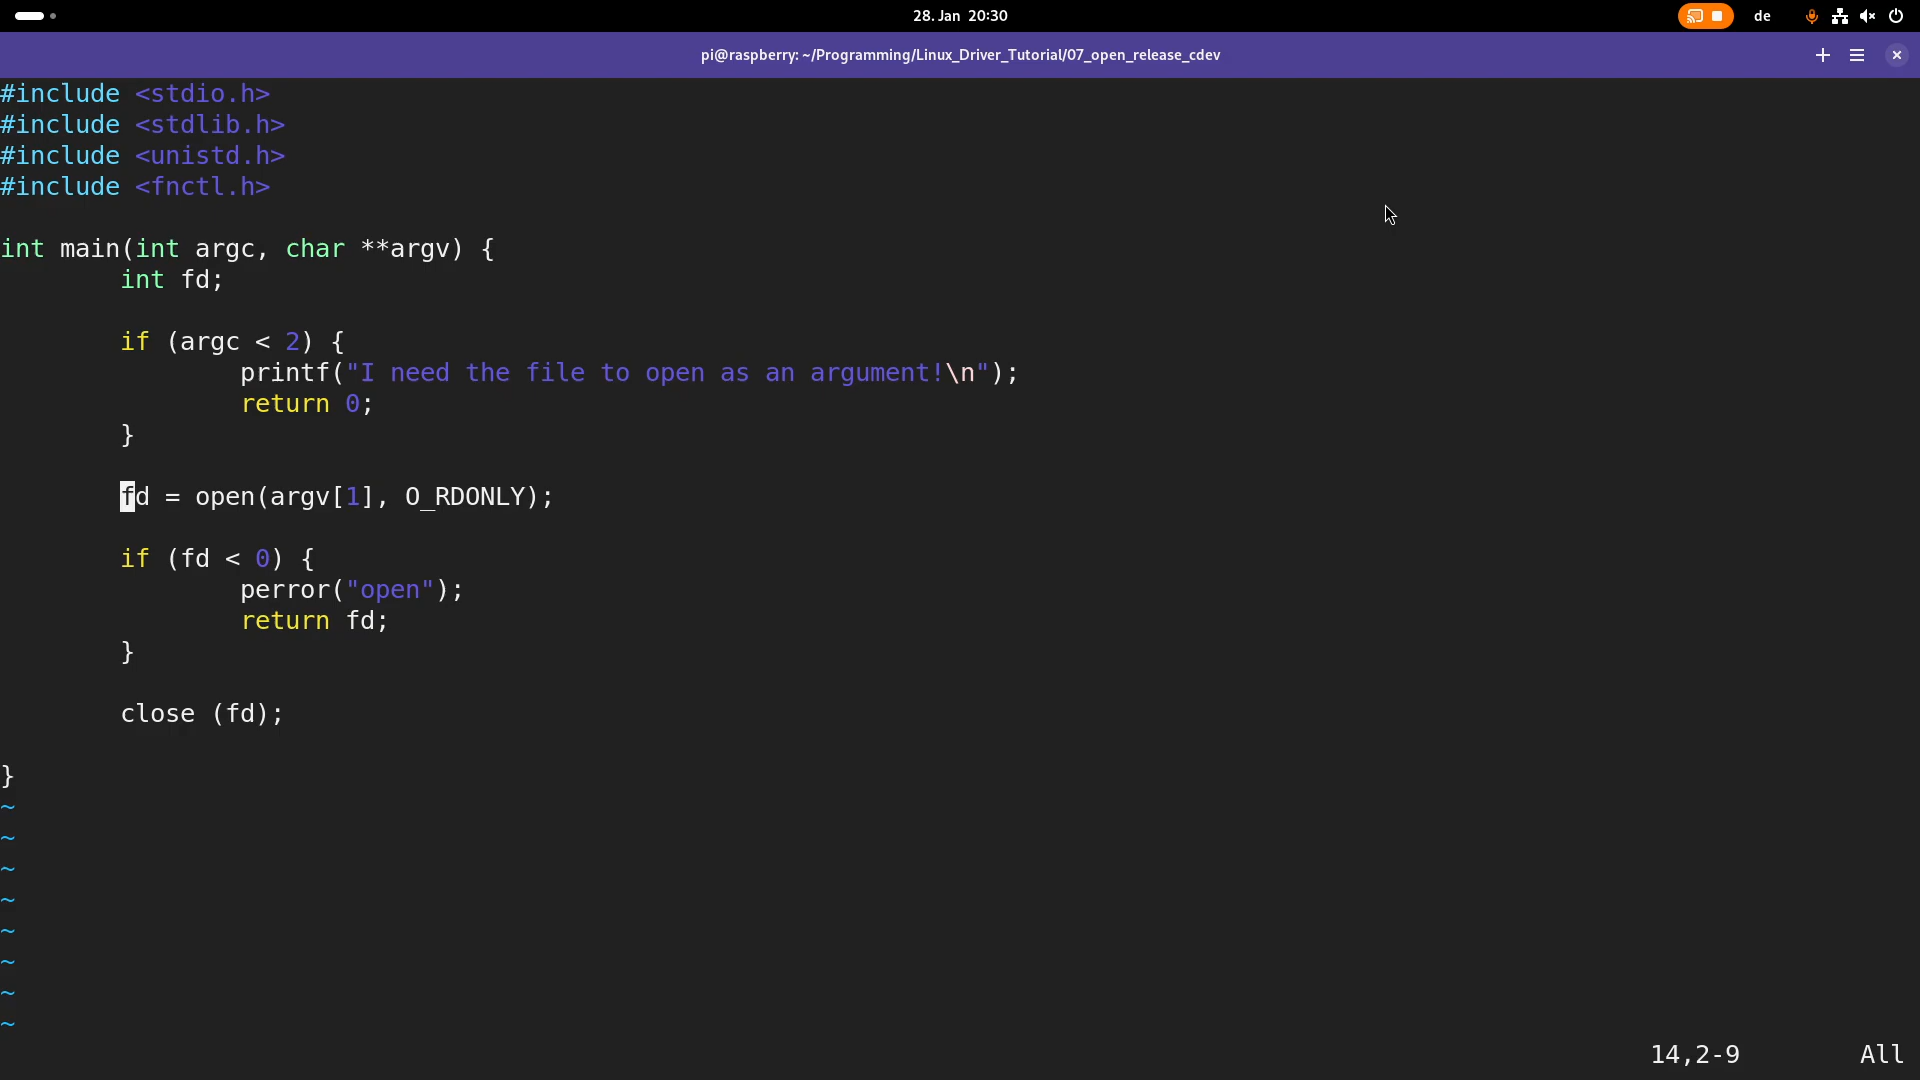 28. Jan 20:30
de
pi@raspberry: ~/Programming/Linux_Driver_Tutorial/07_open_release_cdev
#include <stdio.h>
#include <stdlib.h>
#include <unistd.h>
#include <fnctl.h>
int main(int argc, char **argv) {
int fd;
if (argc < 2) {
printf("I need the file to open as an argument!\n");
return 0;
}
fd = open(argv[1], O_RDONLY);
if (fd < 0) {
perror("open");
return fd;
}
close (fd);
}
~
~
~
~
~
~
~
~
14,2-9 All